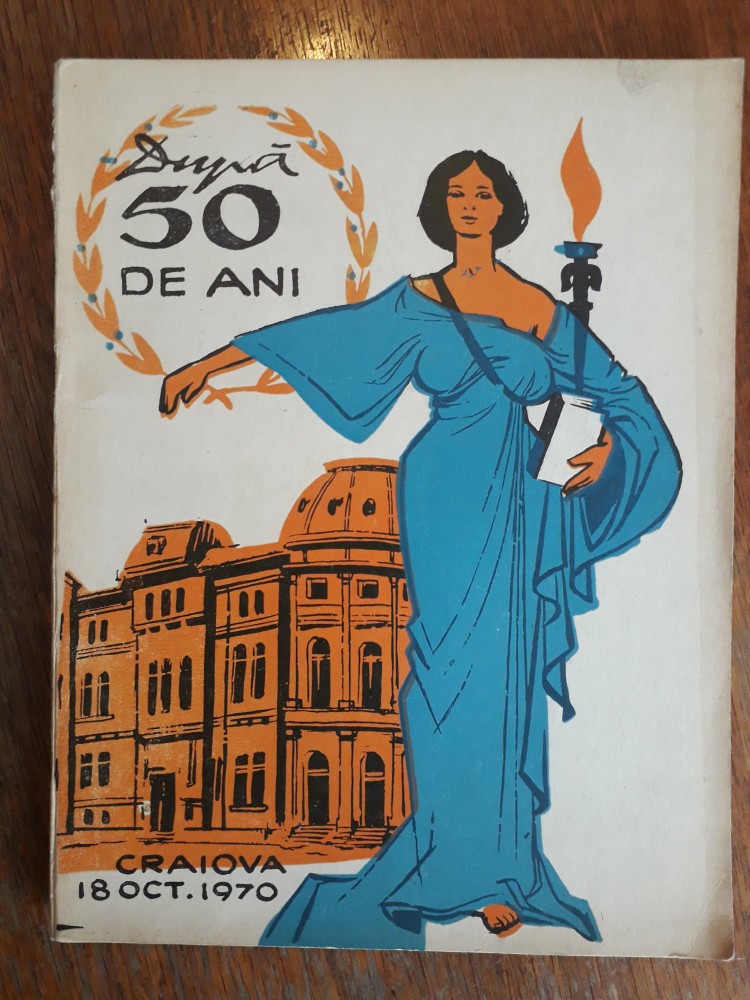 După
50
DE ANI
CRAIOVA
18 OCT. 1970